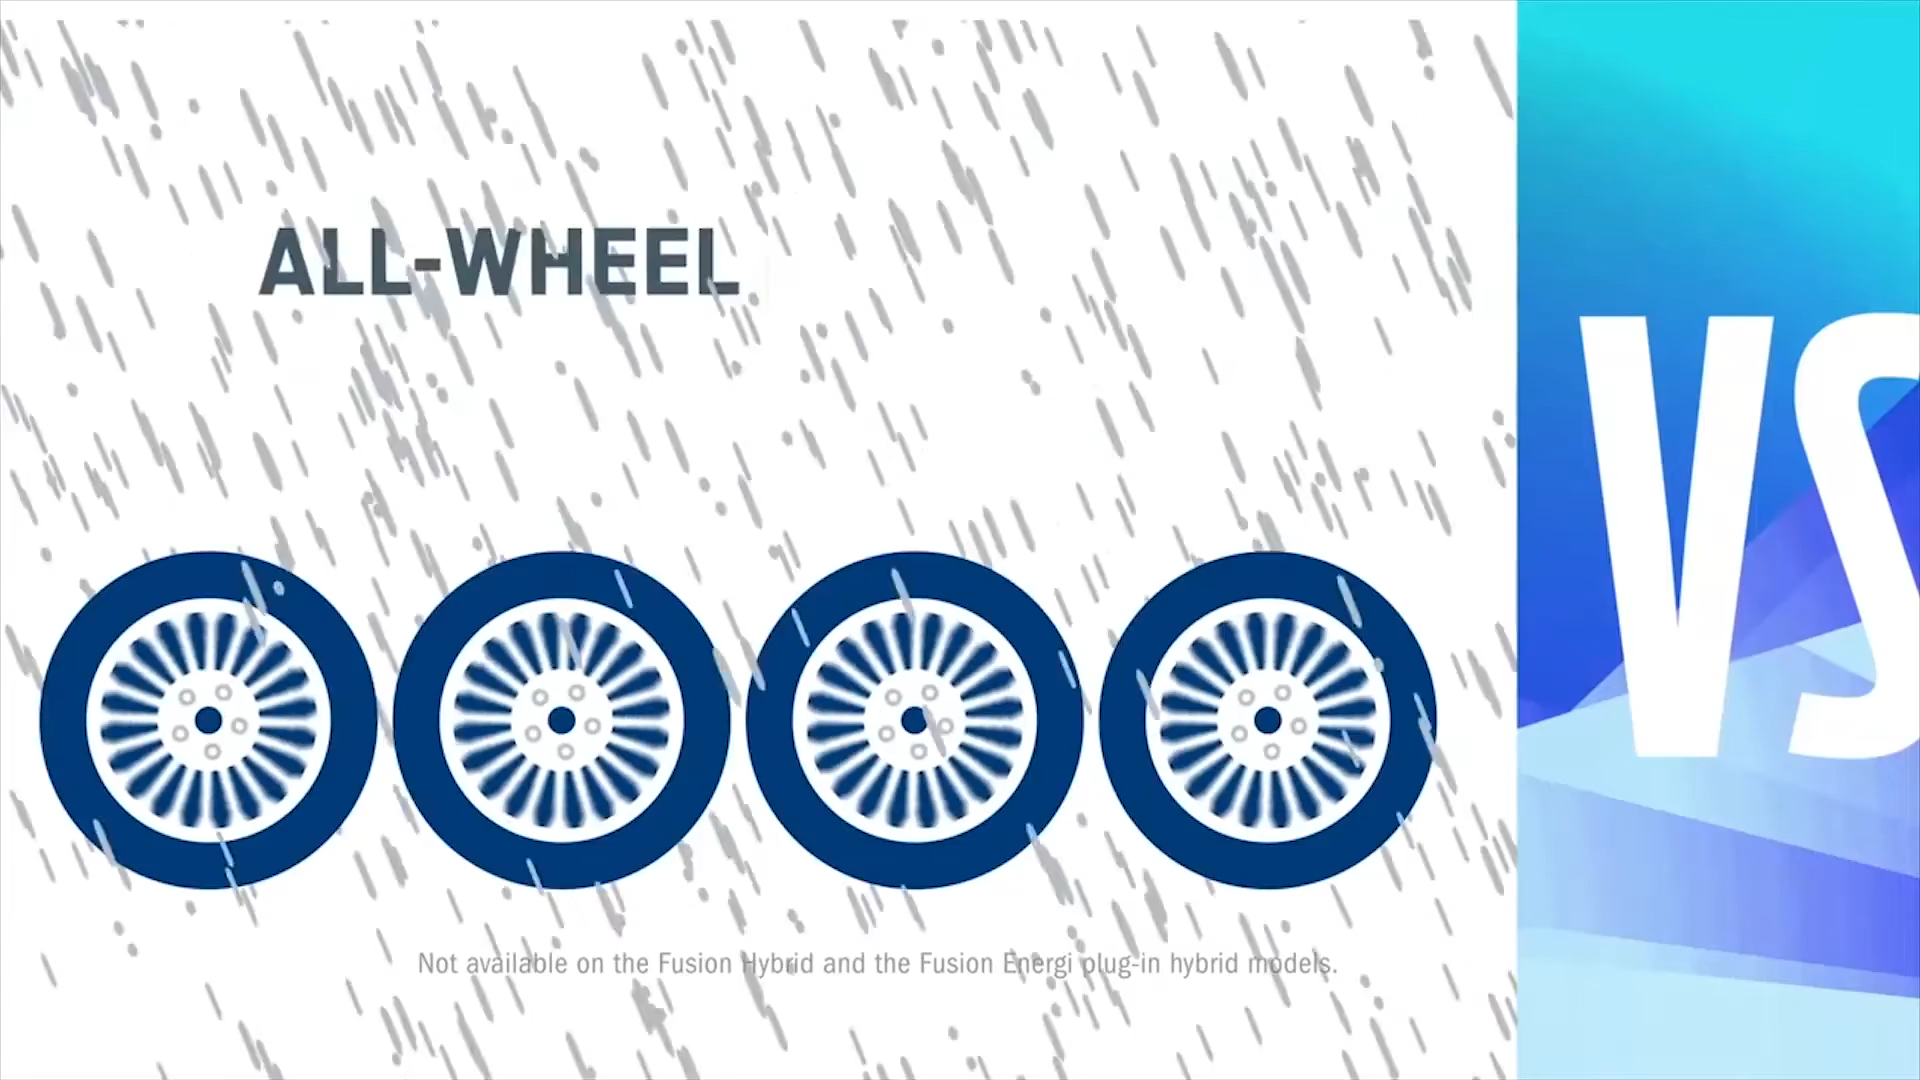 ALL-WHEEL
VS
Not available on the Fusion Hybrid and the Fusion Energi plug-in hybrid models.